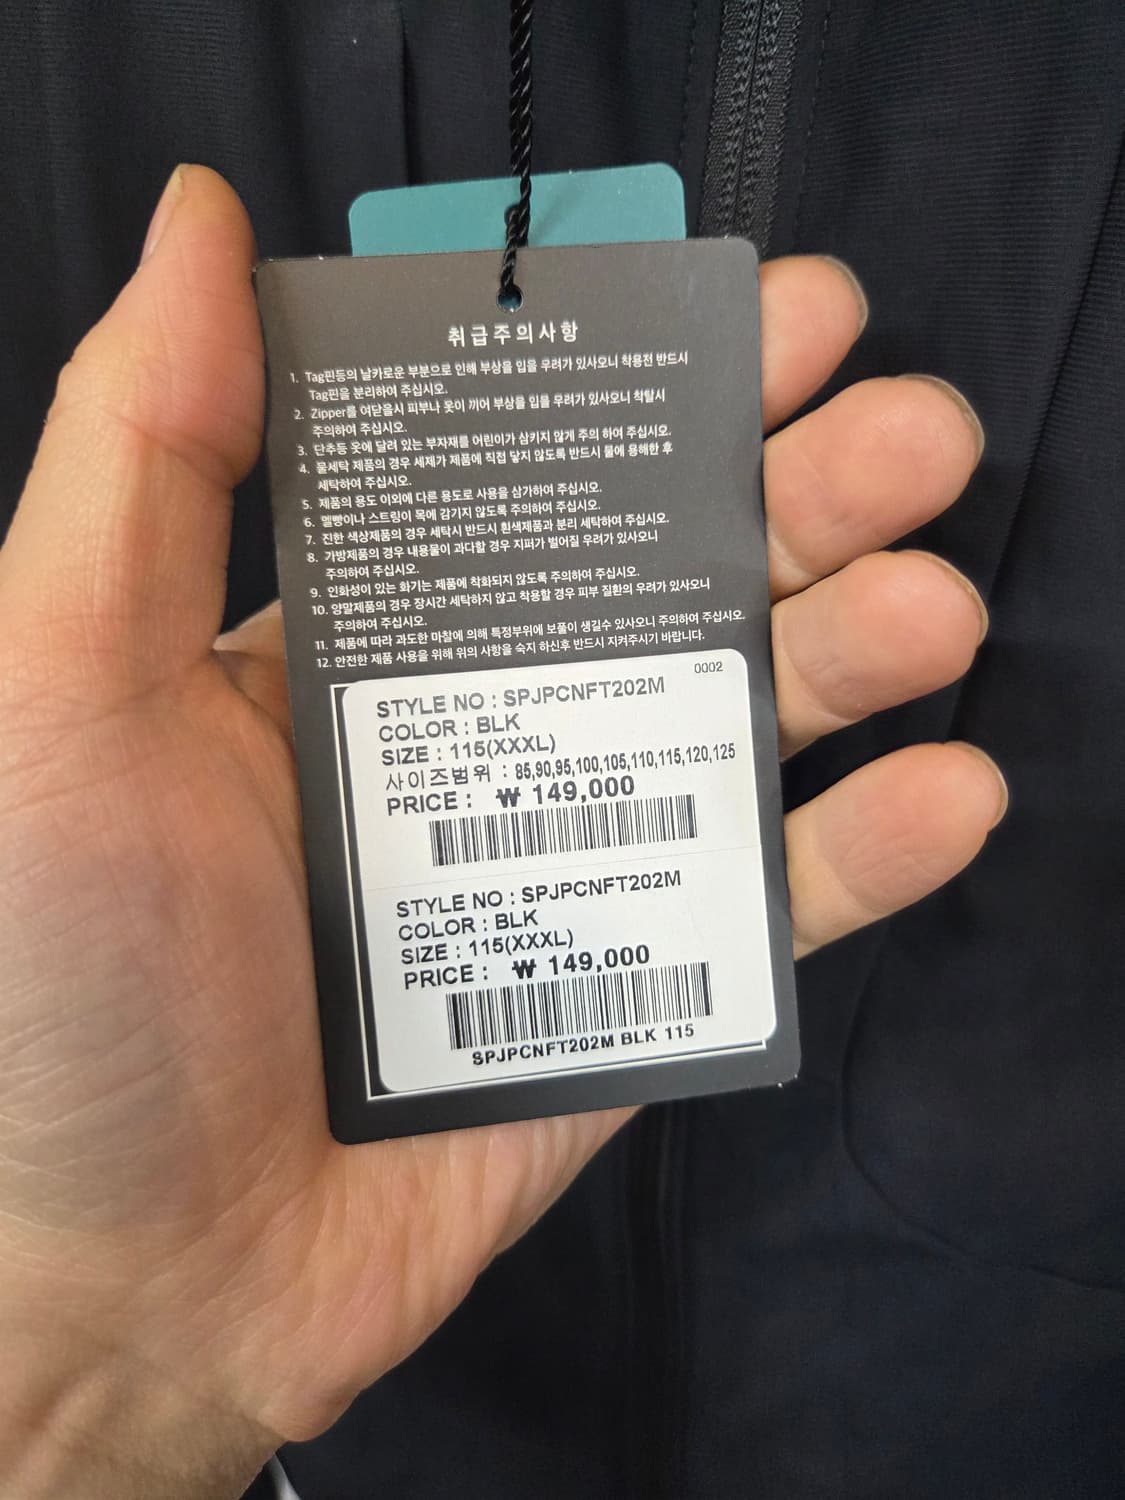 취급주의사항
1. Tag핀등의 날카로운 부분으로 인해 부상을 입을 우려가 있사오니 착용전 반드시
Tag핀을 분리하여 주십시오.
2. Zipper를 여닫을시 피부나 옷이 끼어 부상을 입을 우려가 있사오니 착탈시
주의하여 주십시오.
3. 단추등 옷에 달려 있는 부자재를 어린이가 삼키지 않게 주의 하여 주십시오.
4. 물세탁 제품의 경우 세제가 제품에 직접 닿지 않도록 반드시 물에 용해한 후
세탁하여 주십시오.
5. 제품의 용도 이외에 다른 용도로 사용을 삼가하여 주십시오.
6. 멜빵이나 스트링이 목에 감기지 않도록 주의하여 주십시오.
7. 진한 색상제품의 경우 세탁시 반드시 흰색제품과 분리 세탁하여 주십시오.
8. 가방제품의 경우 내용물이 과다할 경우 지퍼가 벌어질 우려가 있사오니
주의하여 주십시오.
9. 인화성이 있는 화기는 제품에 착화되지 않도록 주의하여 주십시오.
10. 양말제품의 경우 장시간 세탁하지 않고 착용할 경우 피부 질환의 우려가 있사오니
주의하여 주십시오.
11. 제품에 따라 과도한 마찰에 의해 특정부위에 보풀이 생길수 있사오니 주의하여 주십시오.
12. 안전한 제품 사용을 위해 위의 사항을 숙지 하신후 반드시 지켜주시기 바랍니다.
0002
STYLE NO : SPJPCNFT202M
COLOR : BLK
SIZE : 115(XXXL)
사이즈범위 : 85,90,95,100,105,110,115,120,125
PRICE : ₩ 149,000
STYLE NO : SPJPCNFT202M
COLOR : BLK
SIZE : 115(XXXL)
PRICE : ₩ 149,000
SPJPCNFT202M BLK 115